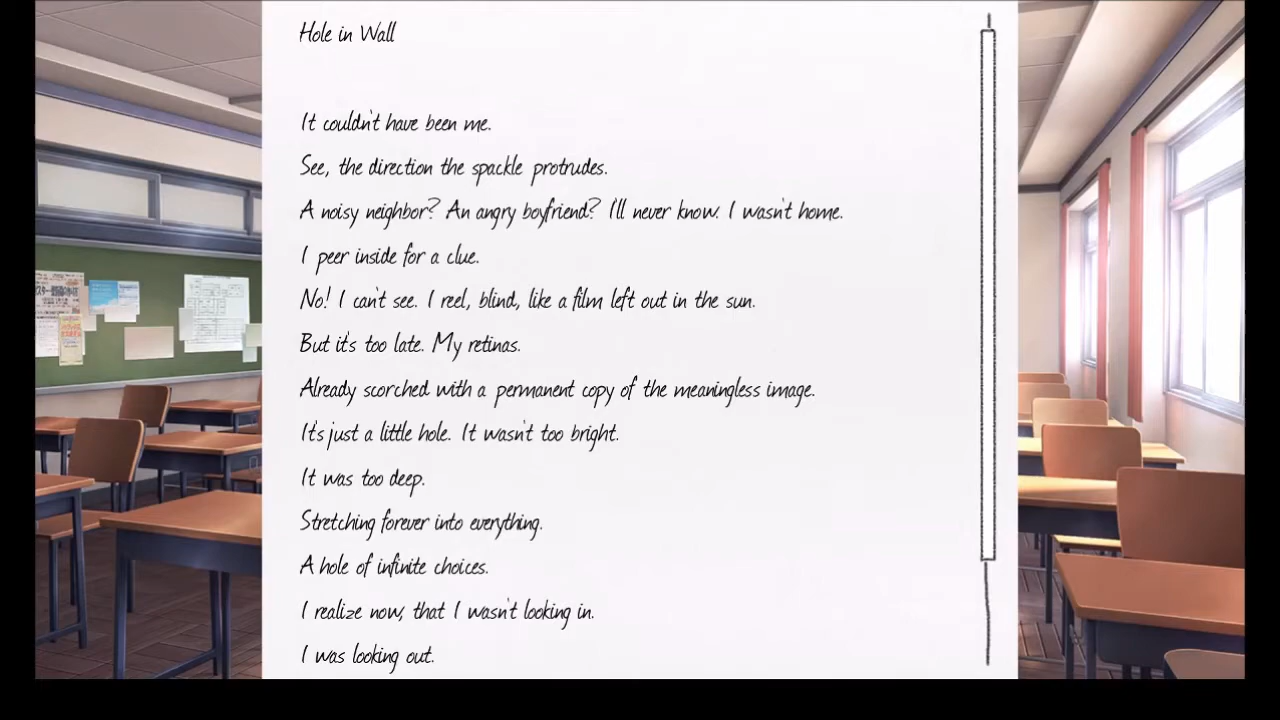 Hole in Wall
It couldn't have been me.
See, the direction the spackle protrudes.
A noisy neighbor? An angry boyfriend? I'll never know. I wasn't home.
I peer inside for a clue.
No! I can't see. I reel, blind, like a film left out in the sun.
But it's too late. My retinas.
Already scorched with a permanent copy of the meaningless image.
It's just a little hole. It wasn't too bright.
It was too deep.
Stretching forever into everything.
A hole of infinite choices.
I realize now, that I wasn't looking in.
I was looking out.